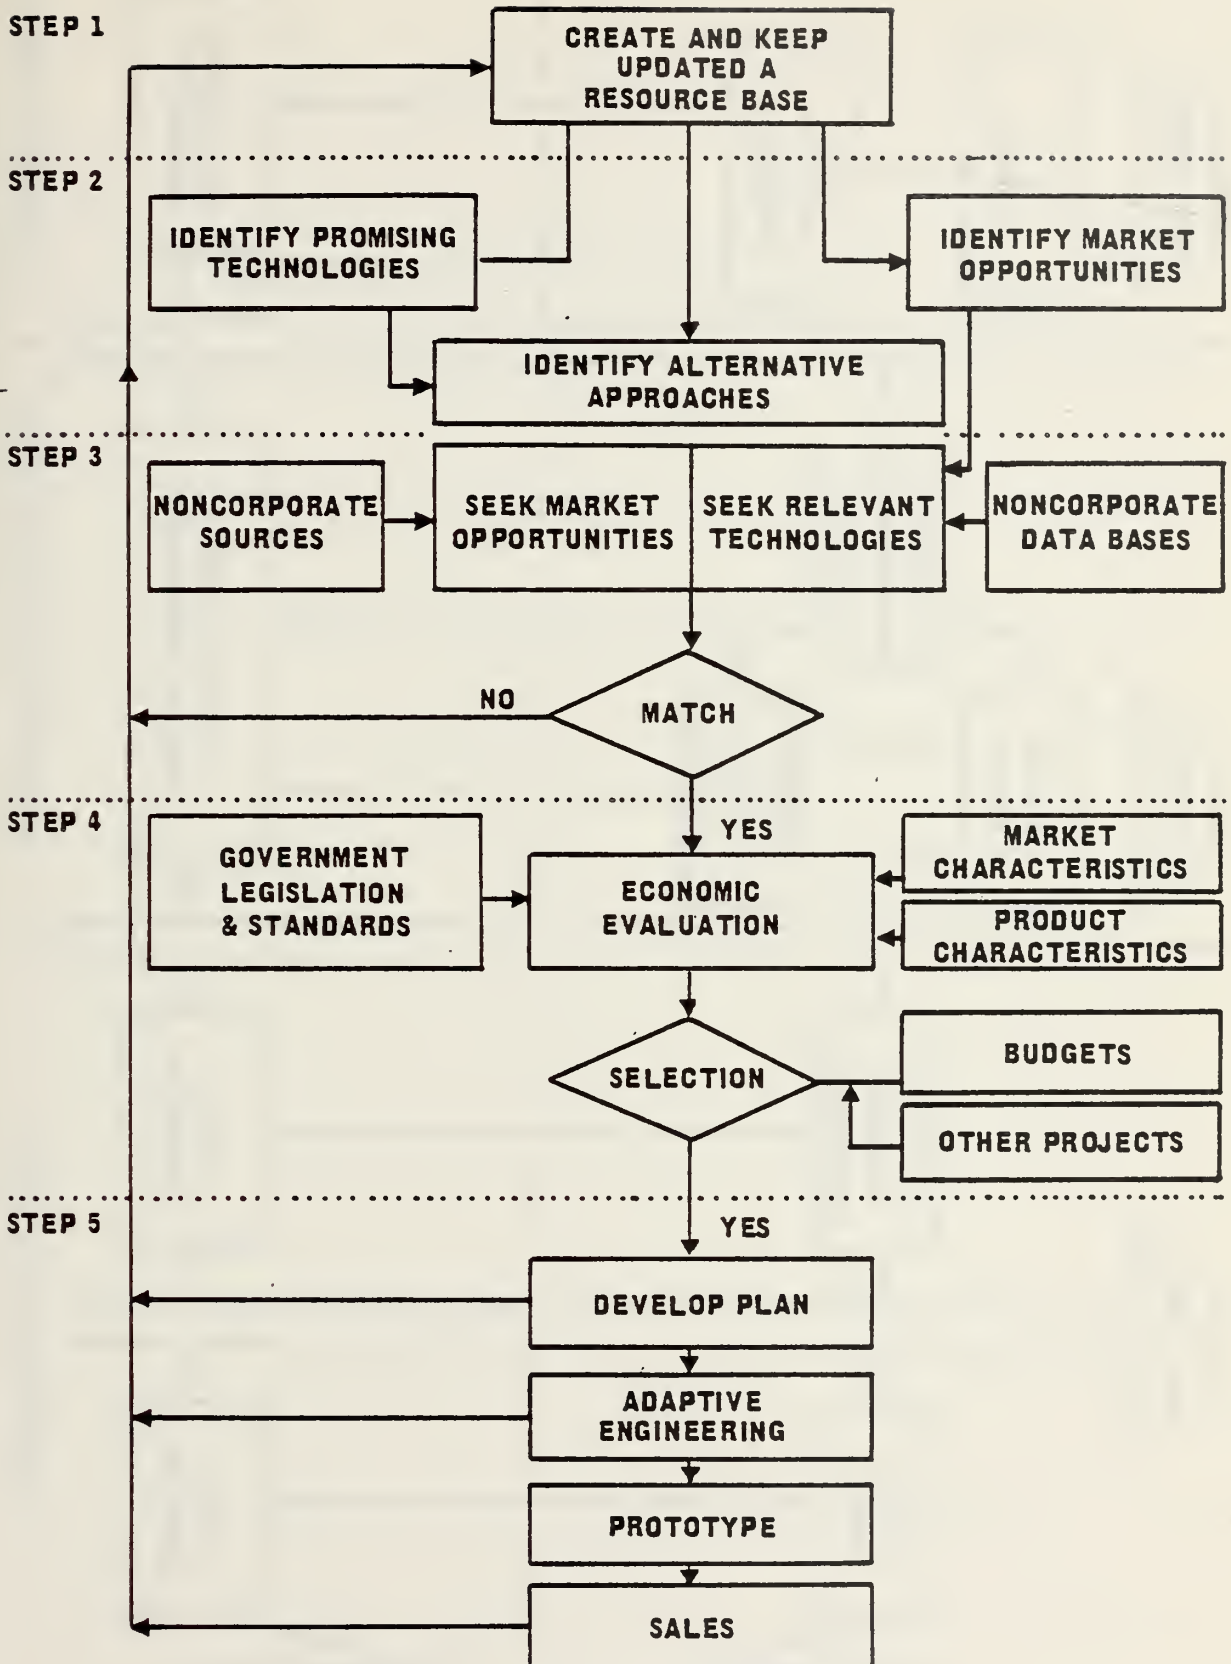 STEP 1
CREATE AND KEEP
UPDATED A
RESOURCE BASE
STEP 2
IDENTIFY PROMISING
TECHNOLOGIES
IDENTIFY MARKET
OPPORTUNITIES
IDENTIFY ALTERNATIVE
APPROACHES
STEP 3
NONCORPORATE
SOURCES
SEEK MARKET
OPPORTUNITIES
SEEK RELEVANT
TECHNOLOGIES
NONCORPORATE
DATA BASES
NO
MATCH
STEP 4
YES
GOVERNMENT
LEGISLATION
& STANDARDS
ECONOMIC
EVALUATION
MARKET
CHARACTERISTICS
PRODUCT
CHARACTERISTICS
SELECTION
BUDGETS
OTHER PROJECTS
STEP 5
YES
DEVELOP PLAN
ADAPTIVE
ENGINEERING
PROTOTYPE
SALES